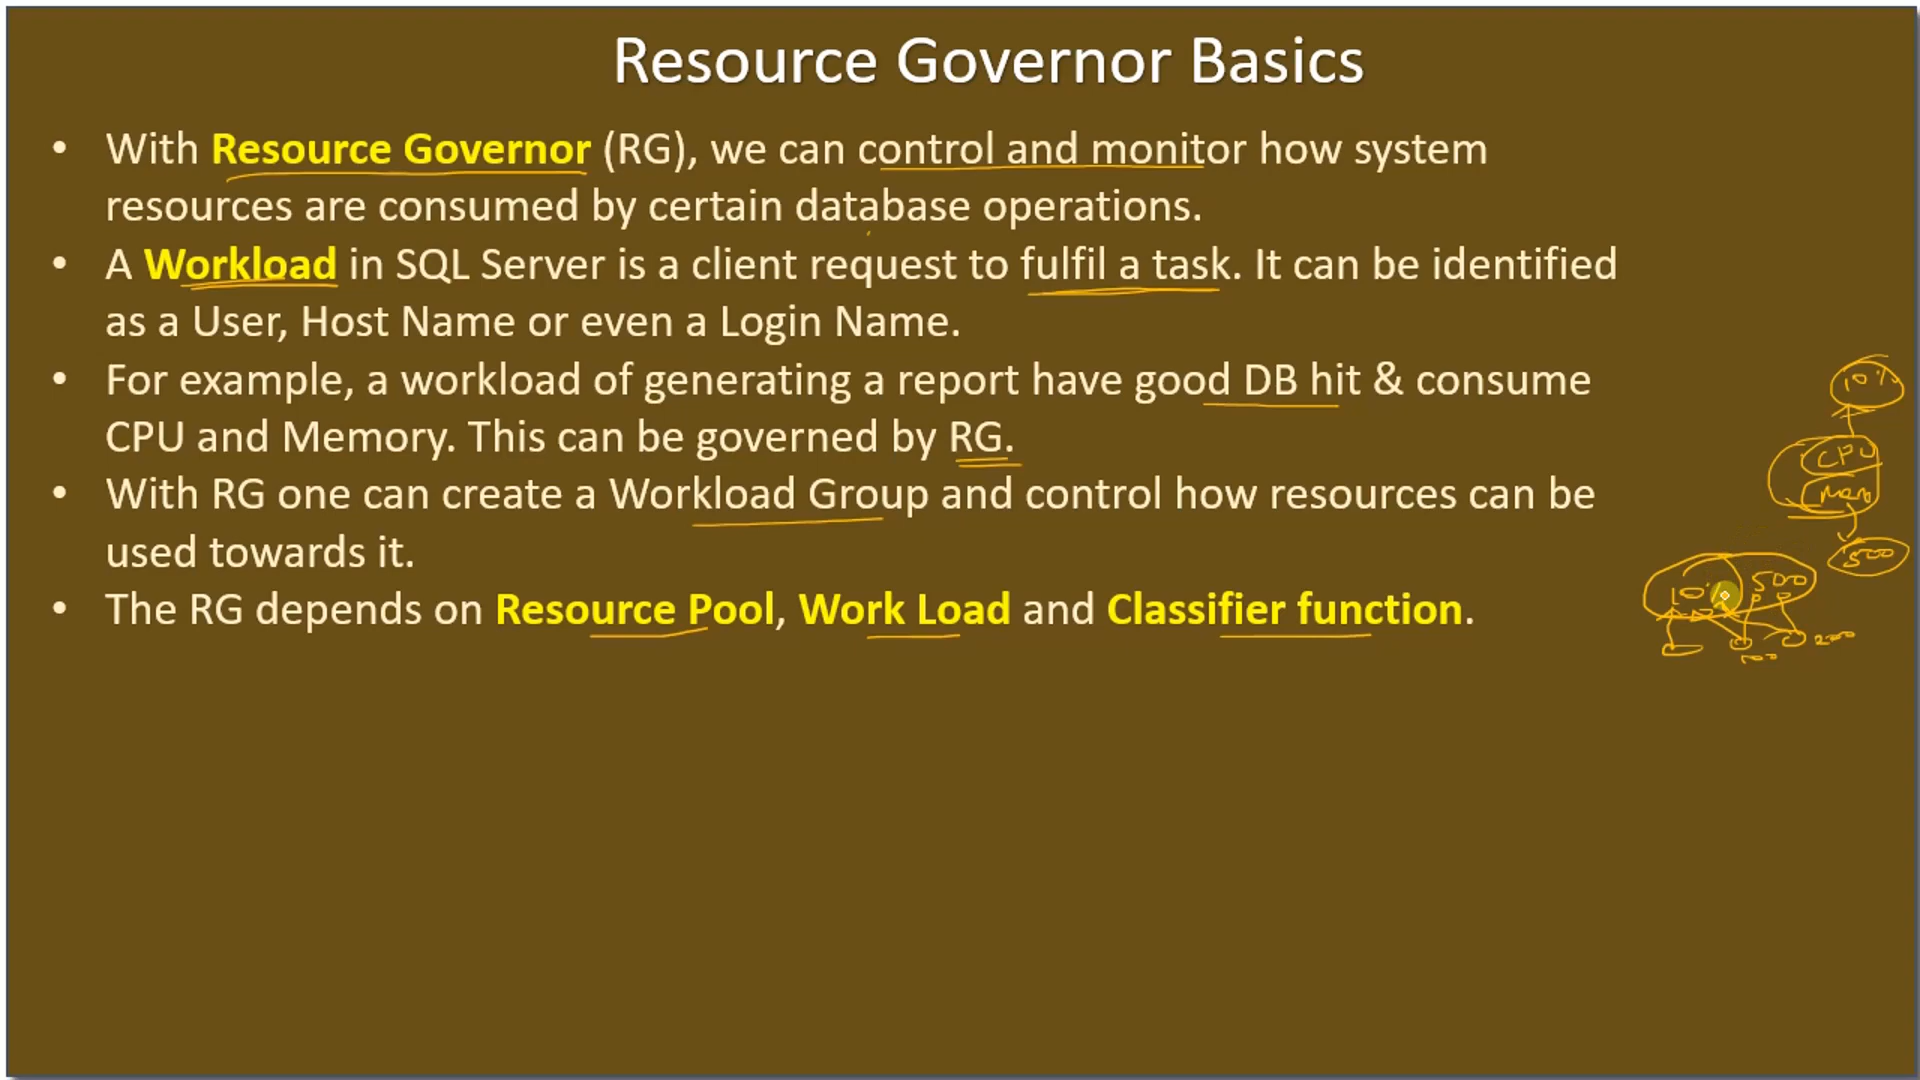 Resource Governor Basics
• With Resource Governor (RG), we can control and monitor how system
resources are consumed by certain database operations.
• A Workload in SQL Server is a client request to fulfil a task. It can be identified
as a User, Host Name or even a Login Name.
• For example, a workload of generating a report have good DB hit & consume
CPU and Memory. This can be governed by RG.
• With RG one can create a Workload Group and control how resources can be
used towards it.
• The RG depends on Resource Pool, Work Load and Classifier function.
10%
CPU
500
500
200